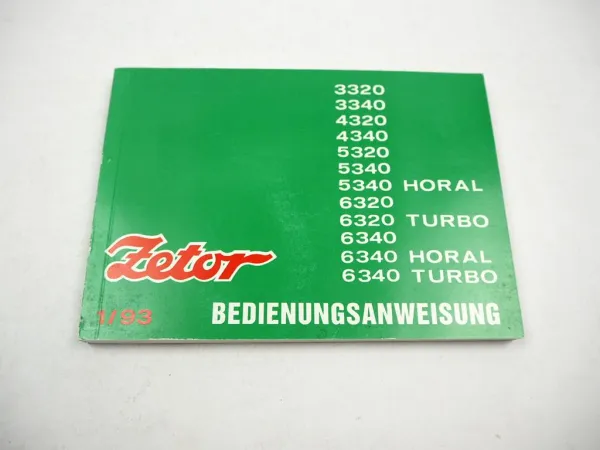 3320
3340
4320
4340
5320
5340
5340 HORAL
6320
6320 TURBO
6340
6340 HORAL
6340 TURBO
Zetor
1/93
BEDIENUNGSANWEISUNG